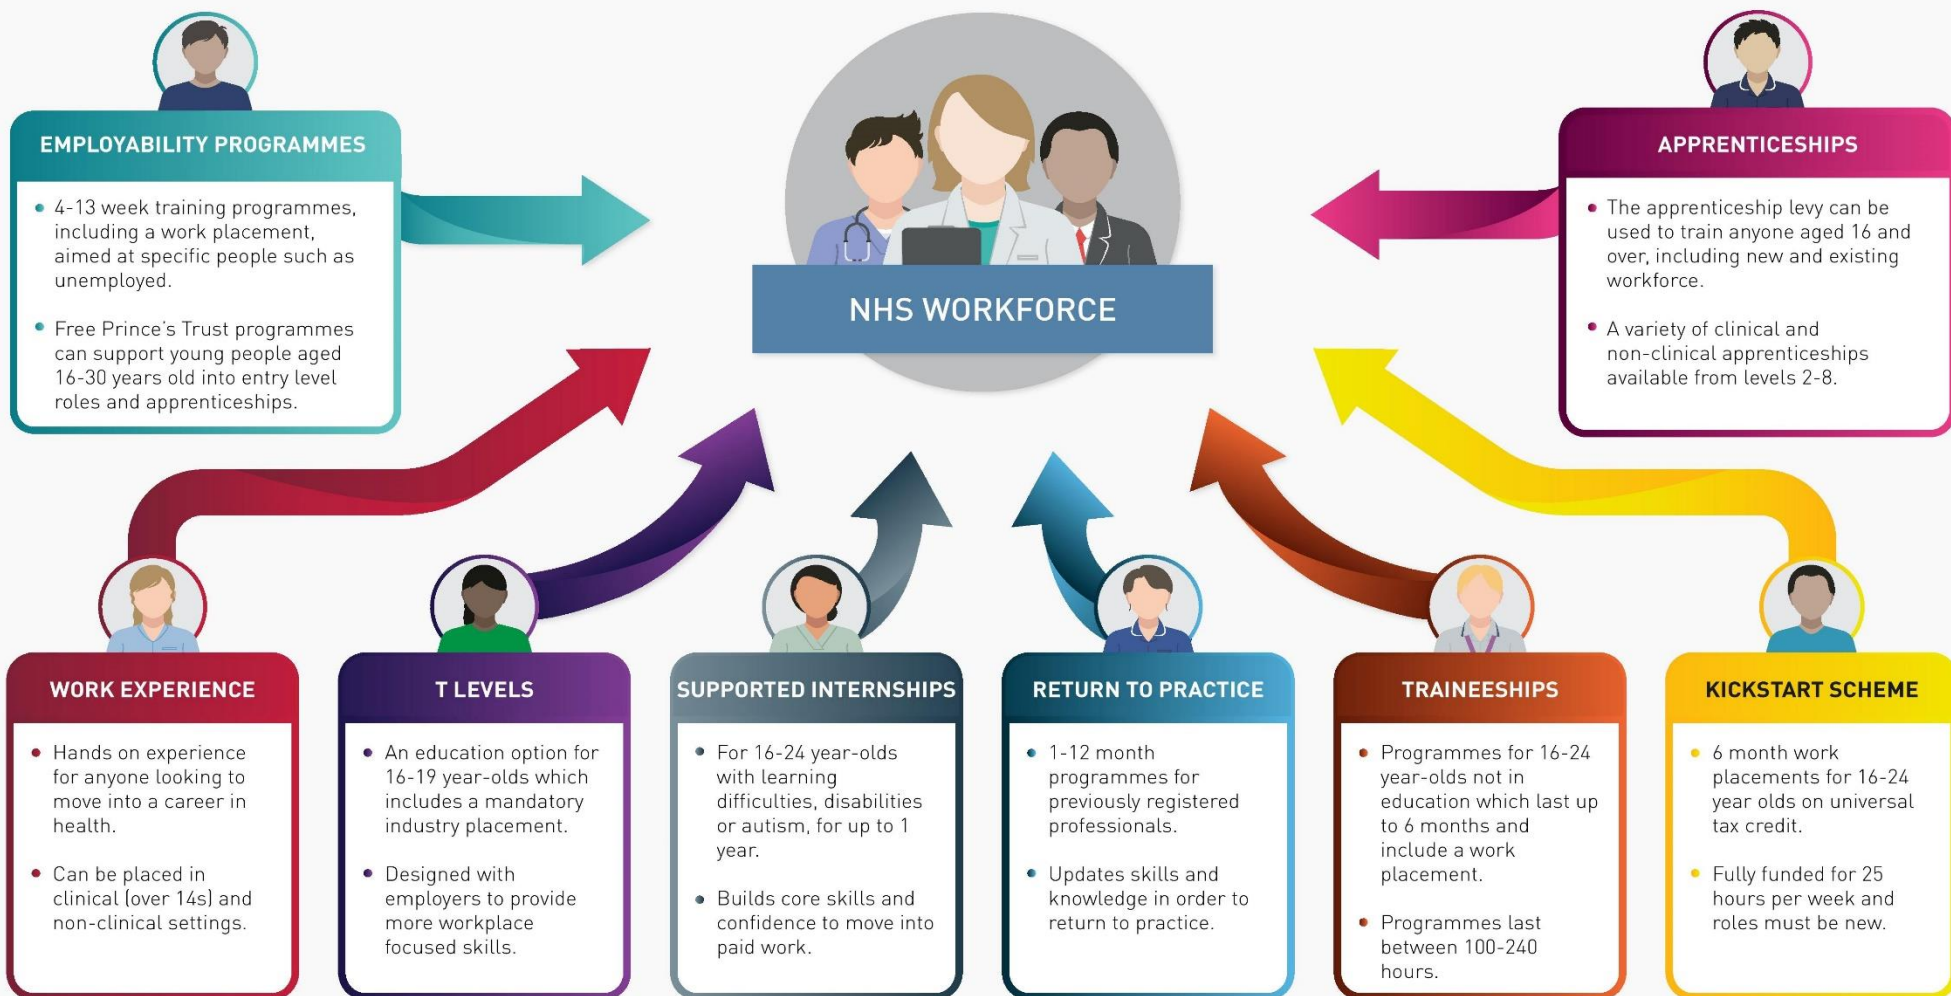 EMPLOYABILITY PROGRAMMES
4-13 week training programmes,
including a work placement,
aimed at specific people such as
unemployed.
Free Prince's Trust programmes
can support young people aged
16-30 years old into entry level
roles and apprenticeships.
NHS WORKFORCE
APPRENTICESHIPS
The apprenticeship levy can be
used to train anyone aged 16 and
over, including new and existing
workforce.
A variety of clinical and
non-clinical apprenticeships
available from levels 2-8.
WORK EXPERIENCE
Hands on experience
for anyone looking to
move into a career in
health.
Can be placed in
clinical (over 14s) and
non-clinical settings.
T LEVELS
An education option for
16-19 year-olds which
includes a mandatory
industry placement.
Designed with
employers to provide
more workplace
focused skills.
SUPPORTED INTERNSHIPS
For 16-24 year-olds
with learning
difficulties, disabilities
or autism, for up to 1
year.
Builds core skills and
confidence to move into
paid work.
RETURN TO PRACTICE
1-12 month
programmes for
previously registered
professionals.
Updates skills and
knowledge in order to
return to practice.
TRAINEESHIPS
Programmes for 16-24
year-olds not in
education which last up
to 6 months and
include a work
placement.
Programmes last
between 100-240
hours.
KICKSTART SCHEME
6 month work
placements for 16-24
year olds on universal
tax credit.
Fully funded for 25
hours per week and
roles must be new.